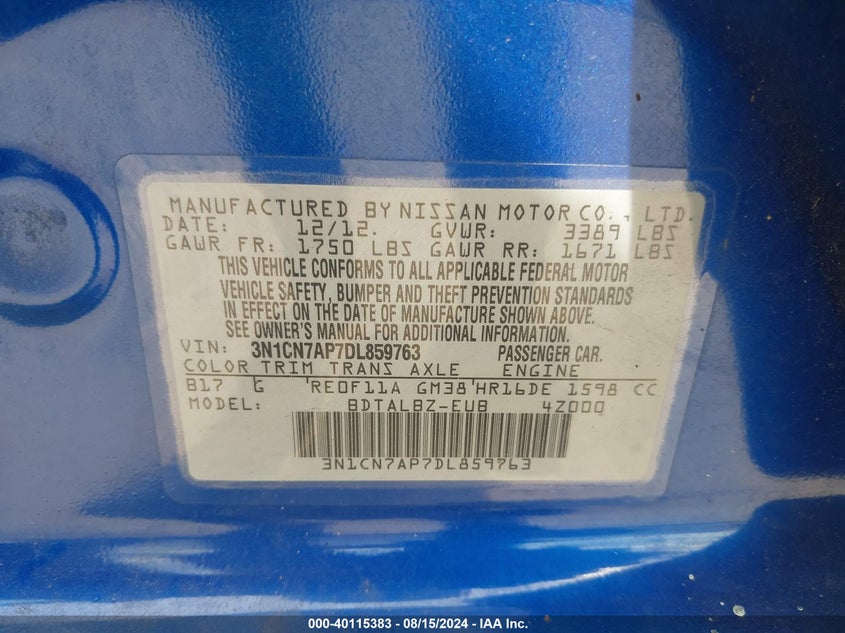 MANUFACTURED BY NISSAN MOTOR CO., LTD.
DATE: 12/12. GVWR: 3389 LBS
GAWR FR: 1750 LBS GAWR RR: 1671 LBS
THIS VEHICLE CONFORMS TO ALL APPLICABLE FEDERAL MOTOR
VEHICLE SAFETY, BUMPER AND THEFT PREVENTION STANDARDS
IN EFFECT ON THE DATE OF MANUFACTURE SHOWN ABOVE.
SEE OWNER'S MANUAL FOR ADDITIONAL INFORMATION.
VIN: 3N1CN7AP7DL859763 PASSENGER CAR.
COLOR TRIM TRANS AXLE ENGINE
B17 G RE0F11A GM38 HR16DE 1598 CC
MODEL: BDTALBZ-EUB 4Z000
3N1CN7AP7DL859763
000-40115383 - 08/15/2024 - IAA Inc.